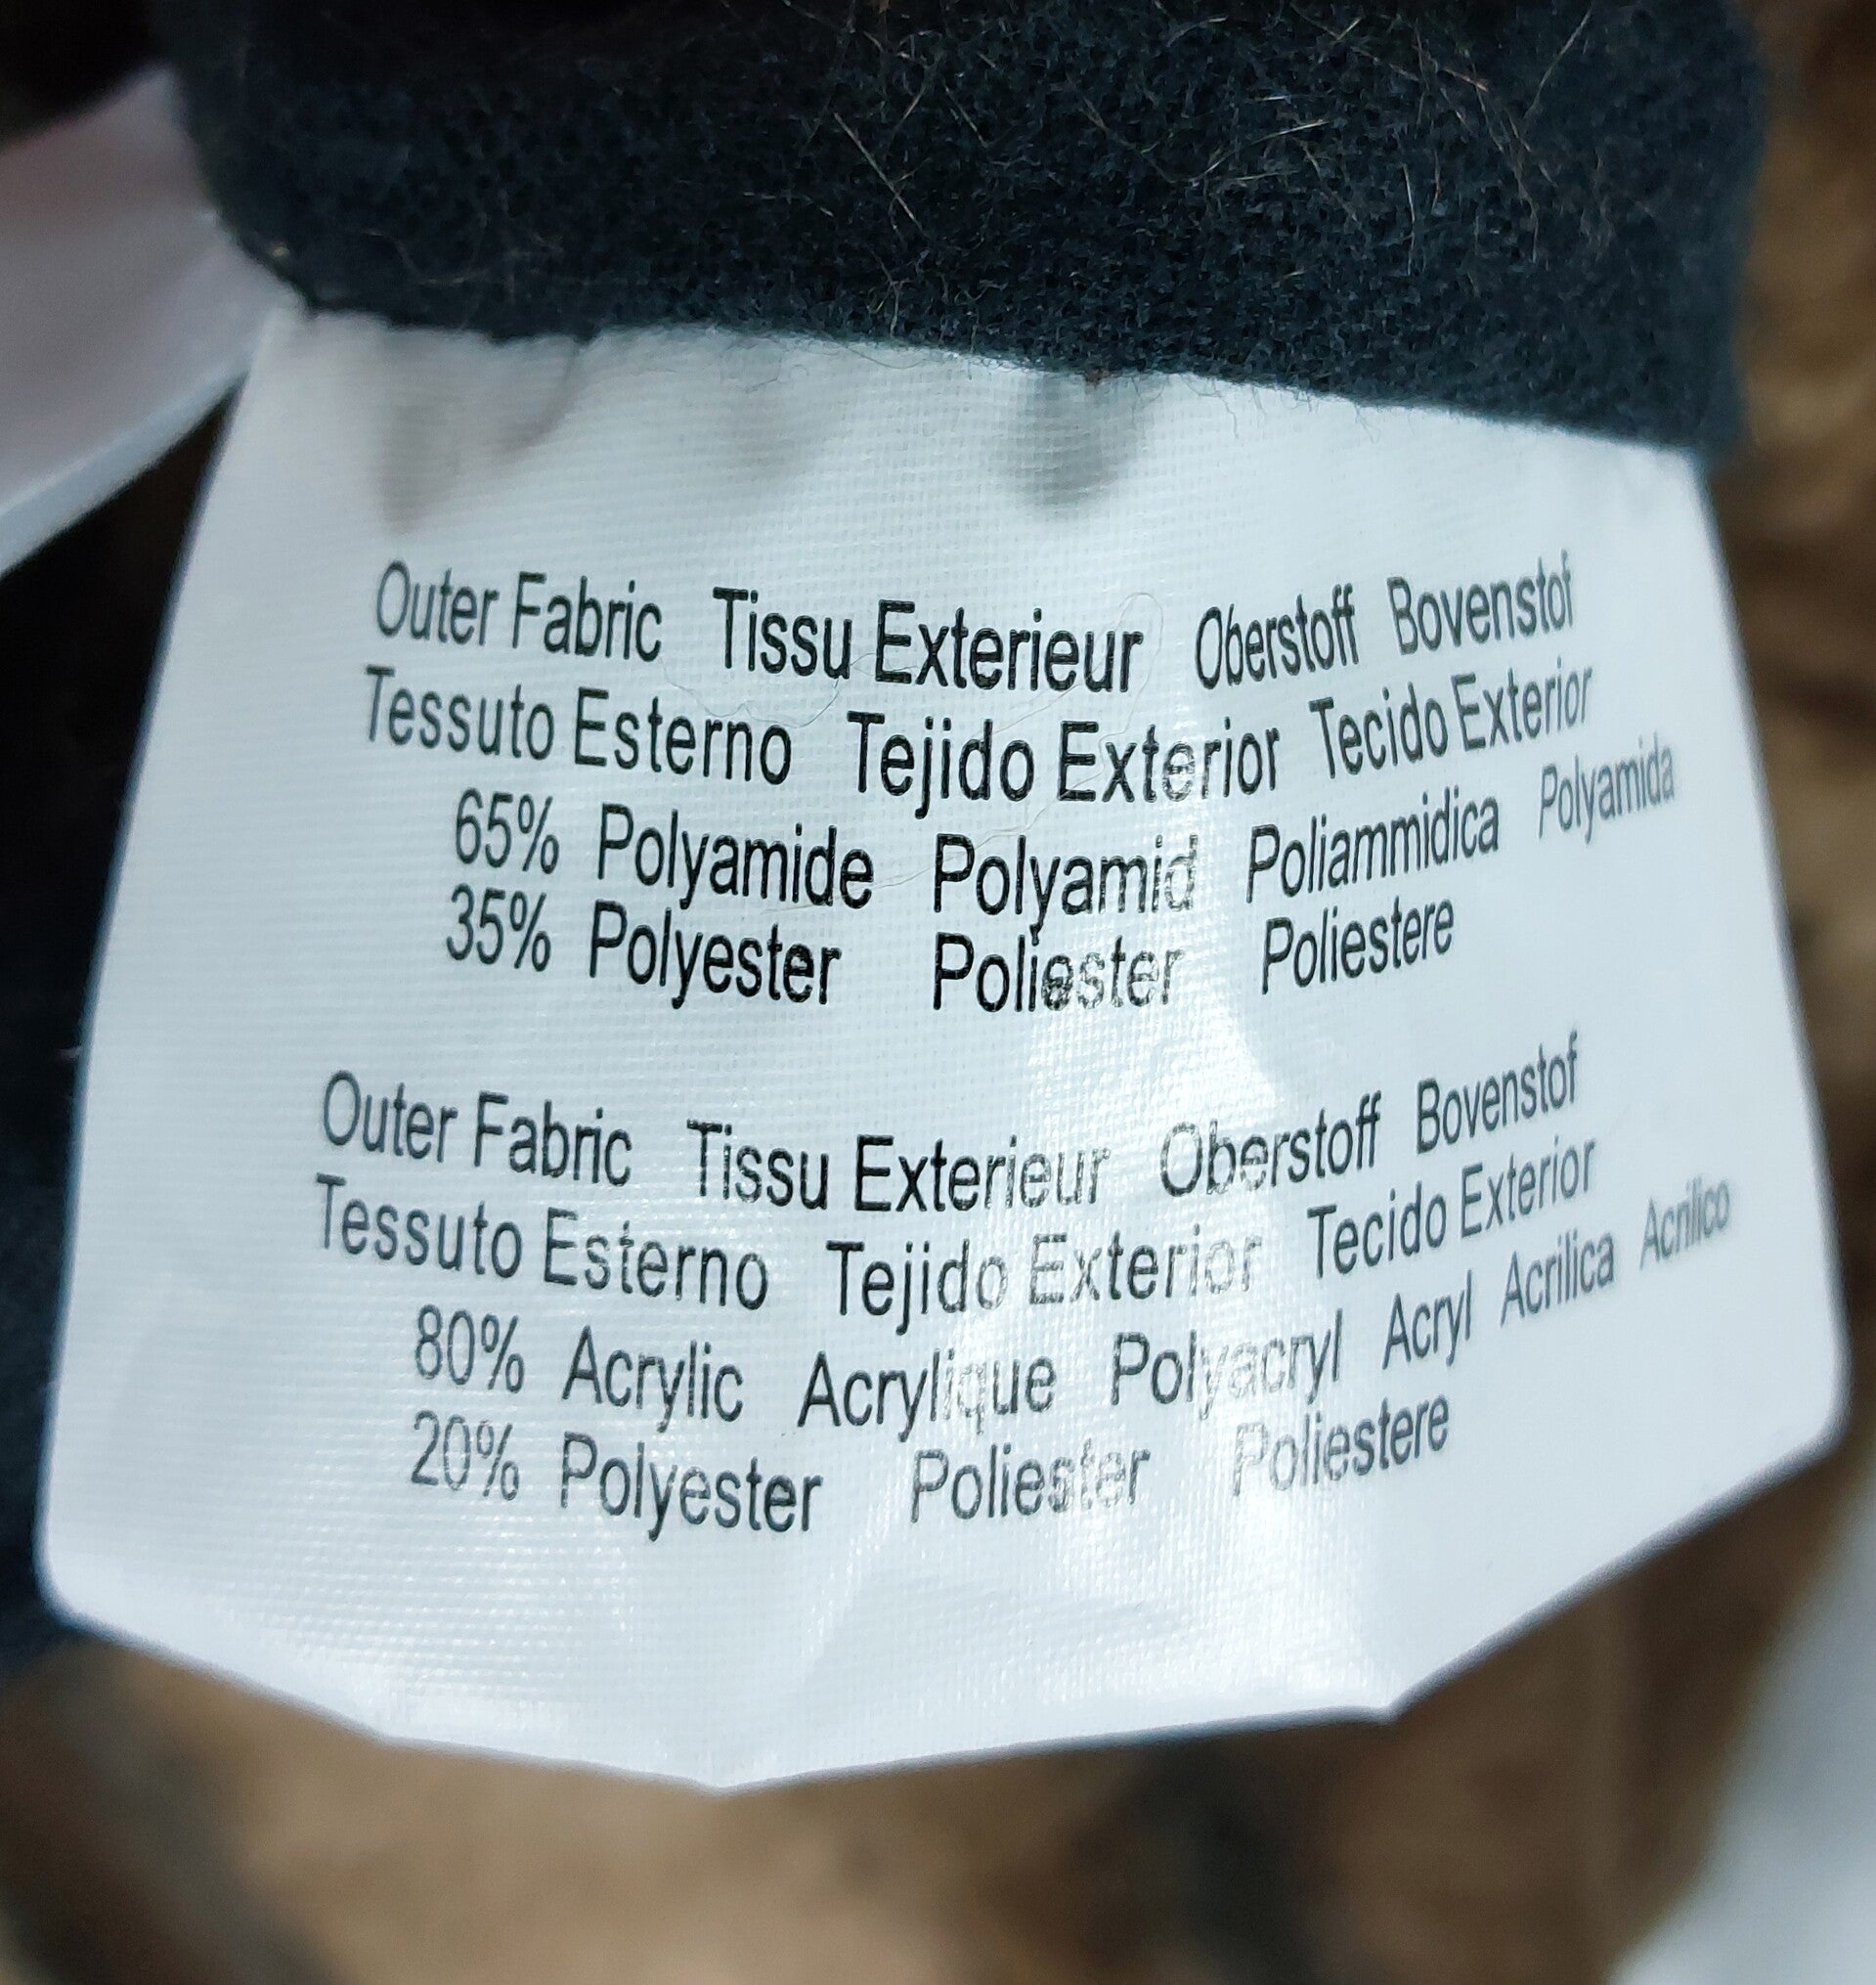 Outer Fabric Tissu Exterieur Oberstoff Bovenstof
Tessuto Esterno Tejido Exterior Tecido Exterior
65% Polyamide Polyamid Poliammidica Polyamida
35% Polyester Poliester Poliestere
Outer Fabric Tissu Exterieur Oberstoff Bovenstof
Tessuto Esterno Tejido Exterior Tecido Exterior
80% Acrylic Acrylique Polyacryl Acryl Acrilica Acrilico
20% Polyester Poliester Poliestere